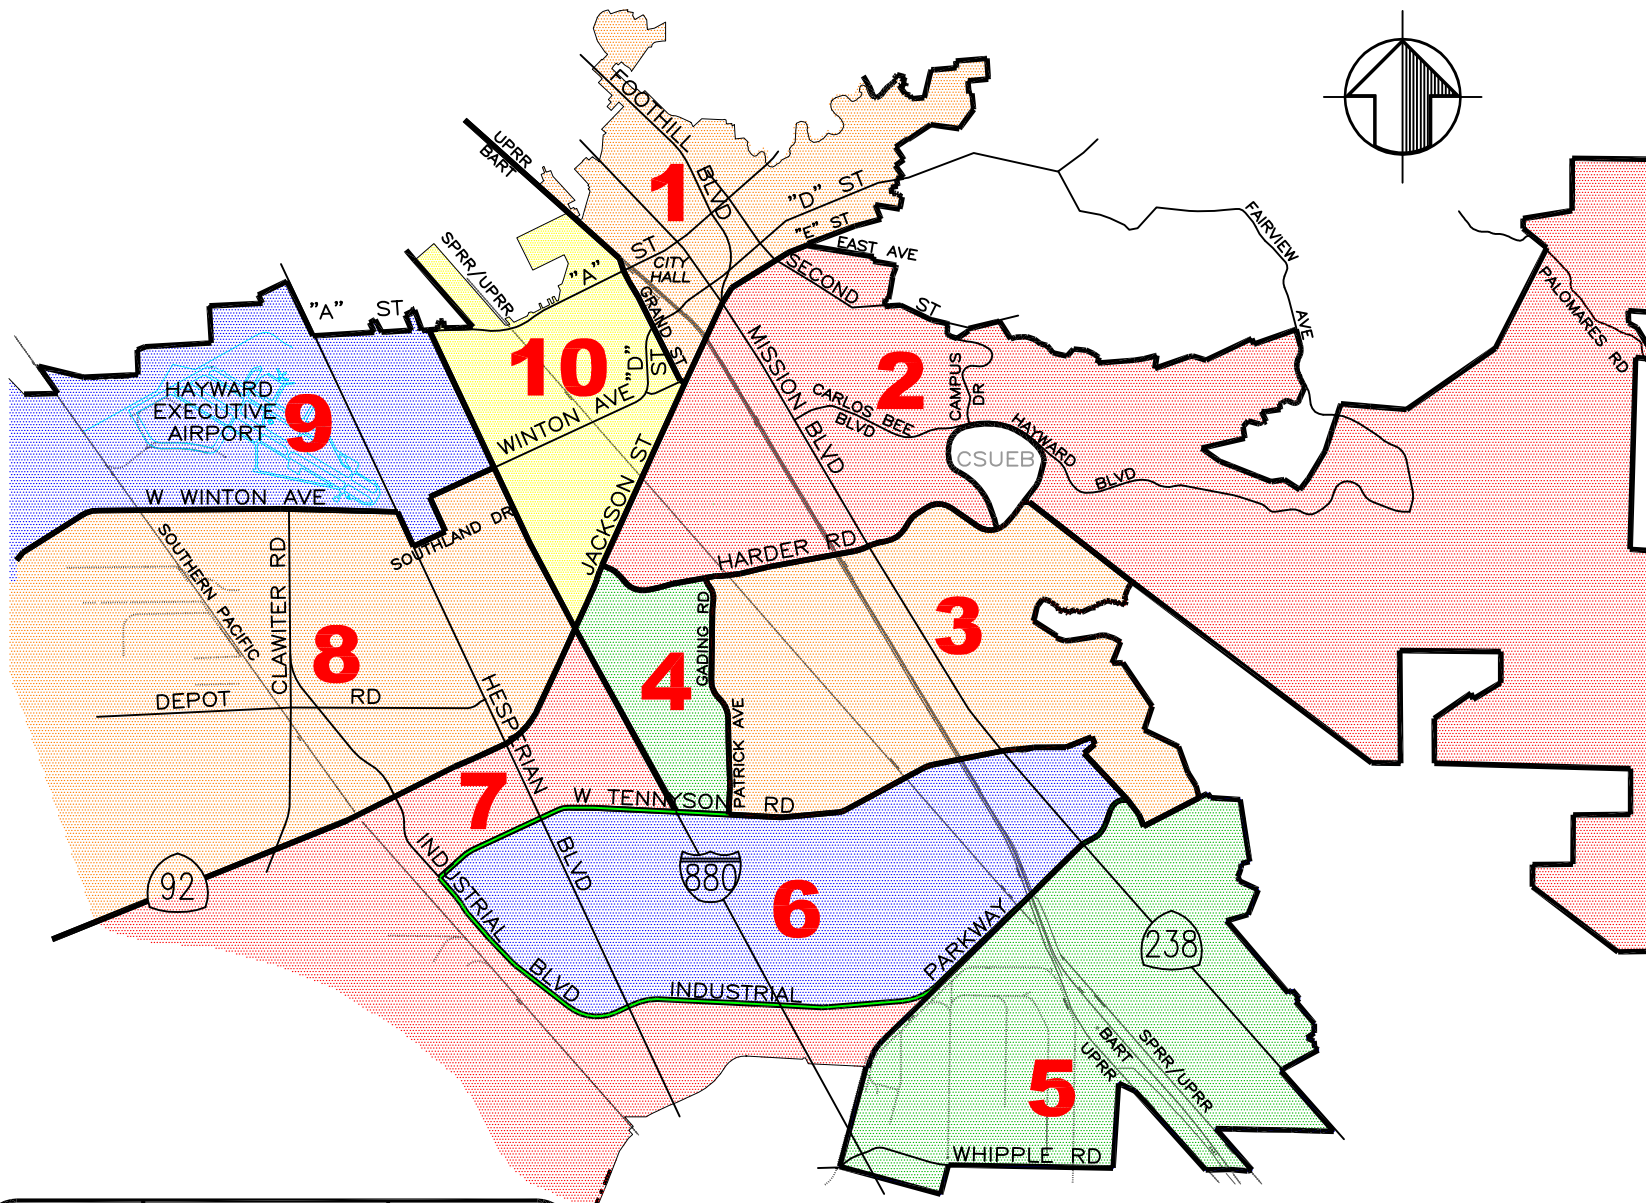 FOOTHILL
BLVD
UPRR
BART
1
"D" ST
"E" ST
EAST AVE
FAIRVIEW
AVE
PALOMARES RD
SPRR/UPRR
"A"
ST
CITY
HALL
SECOND
ST
"A" ST
GRAND ST
MISSION
BLVD
10
"D"
ST
2
CAMPUS
DR
CARLOS BEE
BLVD
HAYWARD
EXECUTIVE
AIRPORT
9
WINTON AVE
HAYWARD
BLVD
CSUEB
W WINTON AVE
SOUTHLAND DR
JACKSON ST
HARDER RD
SOUTHERN PACIFIC
CLAWITER RD
8
GADING RD
3
4
DEPOT RD
HESPERIAN
BLVD
PATRICK AVE
7
W TENNYSON RD
INDUSTRIAL
BLVD
92
880
6
PARKWAY
238
INDUSTRIAL
BART
UPRR
SPRR/UPRR
5
WHIPPLE RD